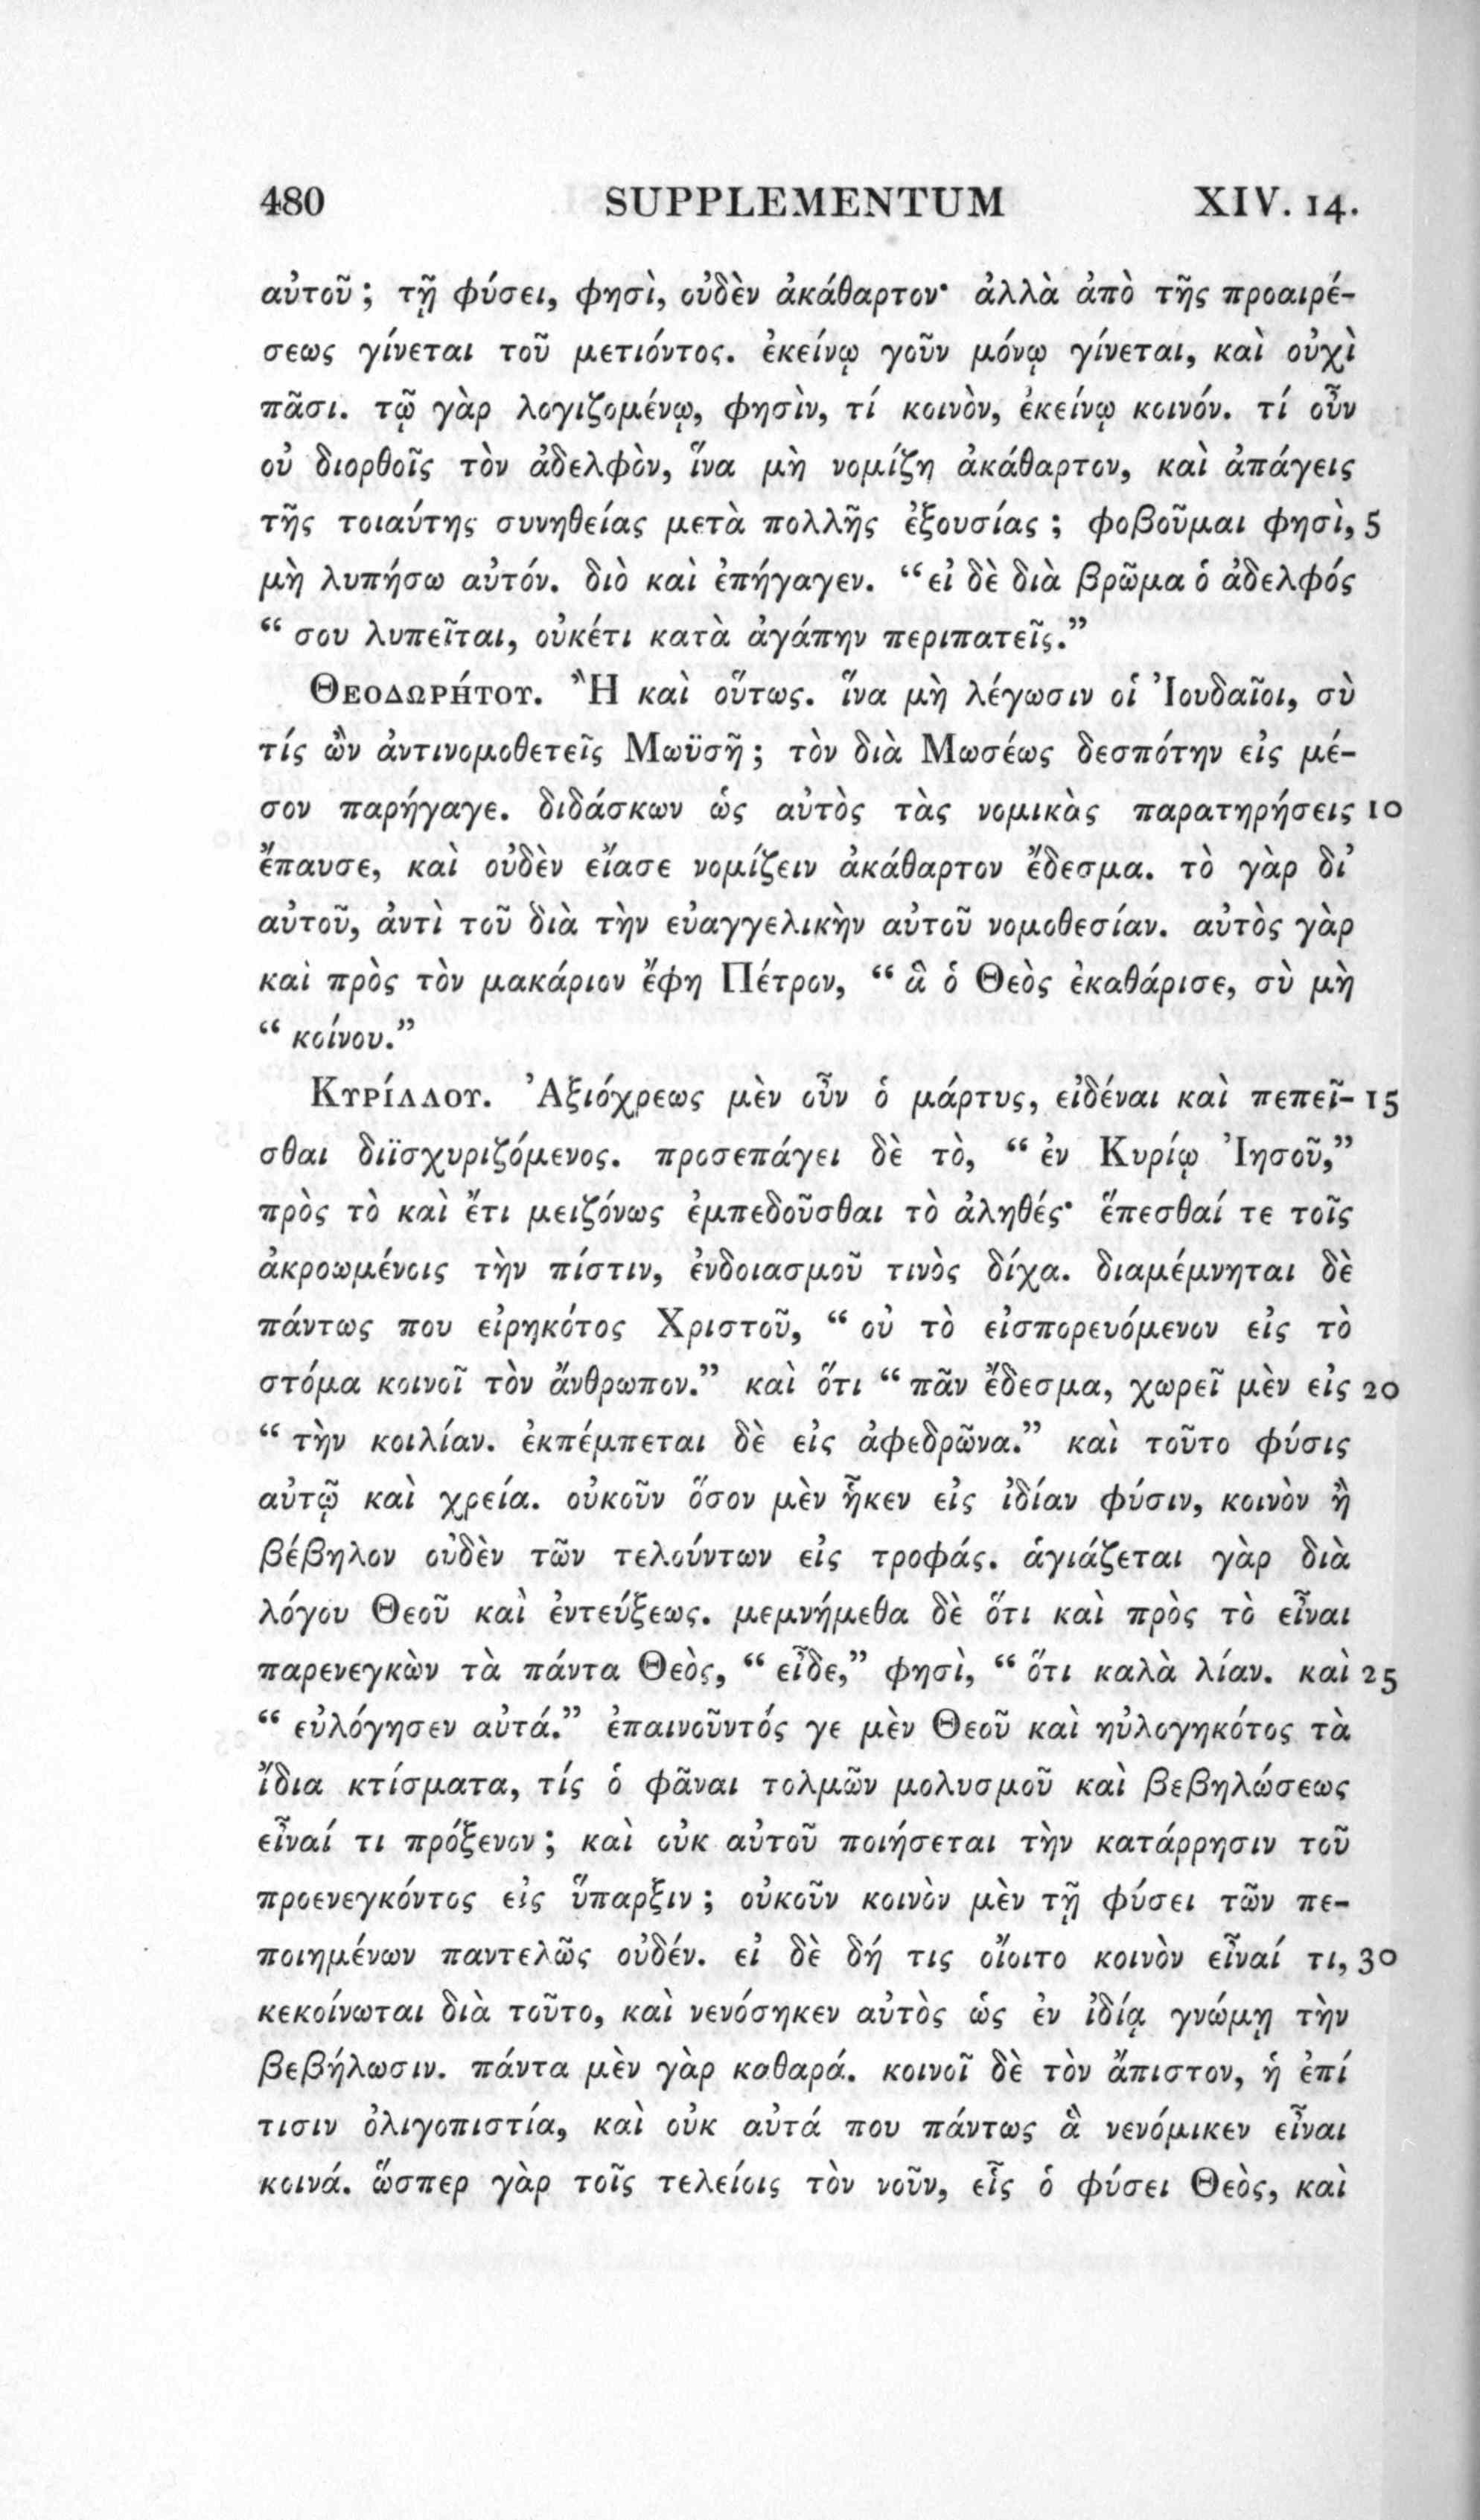 480 SUPPLEMENTUM XIV. 14.
αὐτοῦ; τῇ φύσει, φησὶ, οὐδὲν ἀκάθαρτον· ἀλλὰ ἀπὸ τῆς προαιρέ-
σεως γίνεται τοῦ μετιόντος. ἐκείνῳ γοῦν μόνῳ γίνεται, καὶ οὐχὶ
πᾶσι. τῷ γὰρ λογιζομένῳ, φησὶν, τί κοινὸν, ἐκείνῳ κοινόν. τί οὖν
οὐ διορθοῖς τὸν ἀδελφὸν, ἵνα μὴ νομίζη ἀκάθαρτον, καὶ ἀπάγεις
τῆς τοιαύτης συνηθείας μετὰ πολλῆς ἐξουσίας; φοβοῦμαι φησὶ, 5
μὴ λυπήσω αὐτόν. διὸ καὶ ἐπήγαγεν. “εἰ δὲ διὰ βρῶμα ὁ ἀδελφός
“ σου λυπεῖται, οὐκέτι κατὰ ἀγάπην περιπατεῖς.”
Θεοδωρήτου. Ἢ καὶ οὕτως. ἵνα μὴ λέγωσιν οἱ Ἰουδαῖοι, σὺ
τίς ὢν ἀντινομοθετεῖς Μωϋσῆ; τὸν διὰ Μωσέως δεσπότην εἰς μέ-
σον παρήγαγε. διδάσκων ὡς αὐτὸς τὰς νομικὰς παρατηρήσεις 10
ἔπαυσε, καὶ οὐδὲν εἴασε νομίζειν ἀκάθαρτον ἔδεσμα. τὸ γὰρ δι’
αὐτοῦ, ἀντὶ τοῦ διὰ τὴν εὐαγγελικὴν αὐτοῦ νομοθεσίαν. αὐτὸς γὰρ
καὶ πρὸς τὸν μακάριον ἔφη Πέτρον, “ ἃ ὁ Θεὸς ἐκαθάρισε, σὺ μὴ
“ κοίνου.”
Κυρίλλου. Ἀξιόχρεως μὲν οὖν ὁ μάρτυς, εἰδέναι καὶ πεπεῖ- 15
σθαι διϊσχυριζόμενος. προσεπάγει δὲ τὸ, “ ἐν Κυρίῳ Ἰησοῦ,”
πρὸς τὸ καὶ ἔτι μειζόνως ἐμπεδοῦσθαι τὸ ἀληθές· ἕπεσθαί τε τοῖς
ἀκροωμένοις τὴν πίστιν, ἐνδοιασμοῦ τινὸς δίχα. διαμέμνηται δὲ
πάντως που εἰρηκότος Χριστοῦ, “ οὐ τὸ εἰσπορευόμενον εἰς τὸ
στόμα κοινοῖ τὸν ἄνθρωπον.” καὶ ὅτι “ πᾶν ἔδεσμα, χωρεῖ μὲν εἰς 20
“ τὴν κοιλίαν. ἐκπέμπεται δὲ εἰς ἀφεδρῶνα.” καὶ τοῦτο φύσις
αὐτῷ καὶ χρεία. οὐκοῦν ὅσον μὲν ἧκεν εἰς ἰδίαν φύσιν, κοινὸν ἢ
βέβηλον οὐδὲν τῶν τελούντων εἰς τροφάς. ἁγιάζεται γὰρ διὰ
λόγου Θεοῦ καὶ ἐντεύξεως. μεμνήμεθα δὲ ὅτι καὶ πρὸς τὸ εἶναι
παρενεγκὼν τὰ πάντα Θεὸς, “ εἶδε,” φησὶ, “ ὅτι καλὰ λίαν. καὶ 25
“ εὐλόγησεν αὐτά.” ἐπαινοῦντός γε μὲν Θεοῦ καὶ ηὐλογηκότος τὰ
ἴδια κτίσματα, τίς ὁ φᾶναι τολμῶν μολυσμοῦ καὶ βεβηλώσεως
εἶναί τι πρόξενον; καὶ οὐκ αὐτοῦ ποιήσεται τὴν κατάρρησιν τοῦ
προενεγκόντος εἰς ὕπαρξιν; οὐκοῦν κοινὸν μὲν τῇ φύσει τῶν πε-
ποιημένων παντελῶς οὐδέν. εἰ δὲ δή τις οἴοιτο κοινὸν εἶναί τι, 30
κεκοίνωται διὰ τοῦτο, καὶ νενόσηκεν αὐτὸς ὡς ἐν ἰδίᾳ γνώμῃ τὴν
βεβήλωσιν. πάντα μὲν γὰρ καθαρά. κοινοῖ δὲ τὸν ἄπιστον, ἡ ἐπί
τισιν ὀλιγοπιστία, καὶ οὐκ αὐτά που πάντως ἃ νενόμικεν εἶναι
κοινά. ὥσπερ γὰρ τοῖς τελείοις τὸν νοῦν, εἷς ὁ φύσει Θεὸς, καὶ